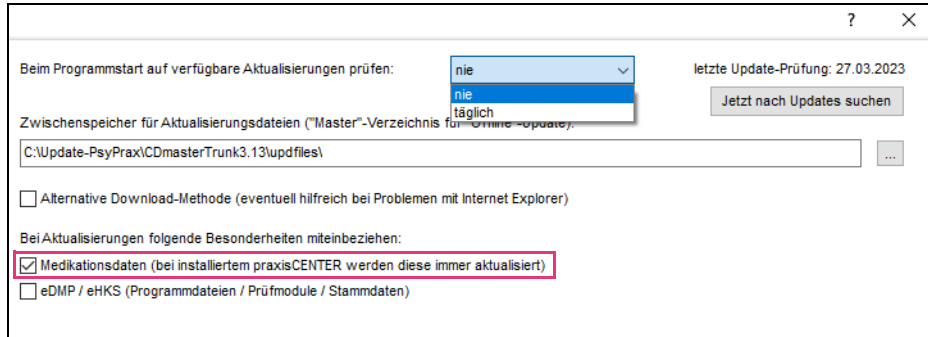 ?
Beim Programmstart auf verfügbare Aktualisierungen prüfen: nie letzte Update-Prüfung: 27.03.2023
nie
täglich
Jetzt nach Updates suchen
Zwischenspeicher für Aktualisierungsdateien ("Master"-Verzeichnis für "Offline"-Update):
C:\Update-PsyPrax\CDmasterTrunk3.13\updfiles\ ...
Alternative Download-Methode (eventuell hilfreich bei Problemen mit Internet Explorer)
Bei Aktualisierungen folgende Besonderheiten miteinbeziehen:
Medikationsdaten (bei installiertem praxisCENTER werden diese immer aktualisiert)
eDMP / eHKS (Programmdateien / Prüfmodule / Stammdaten)